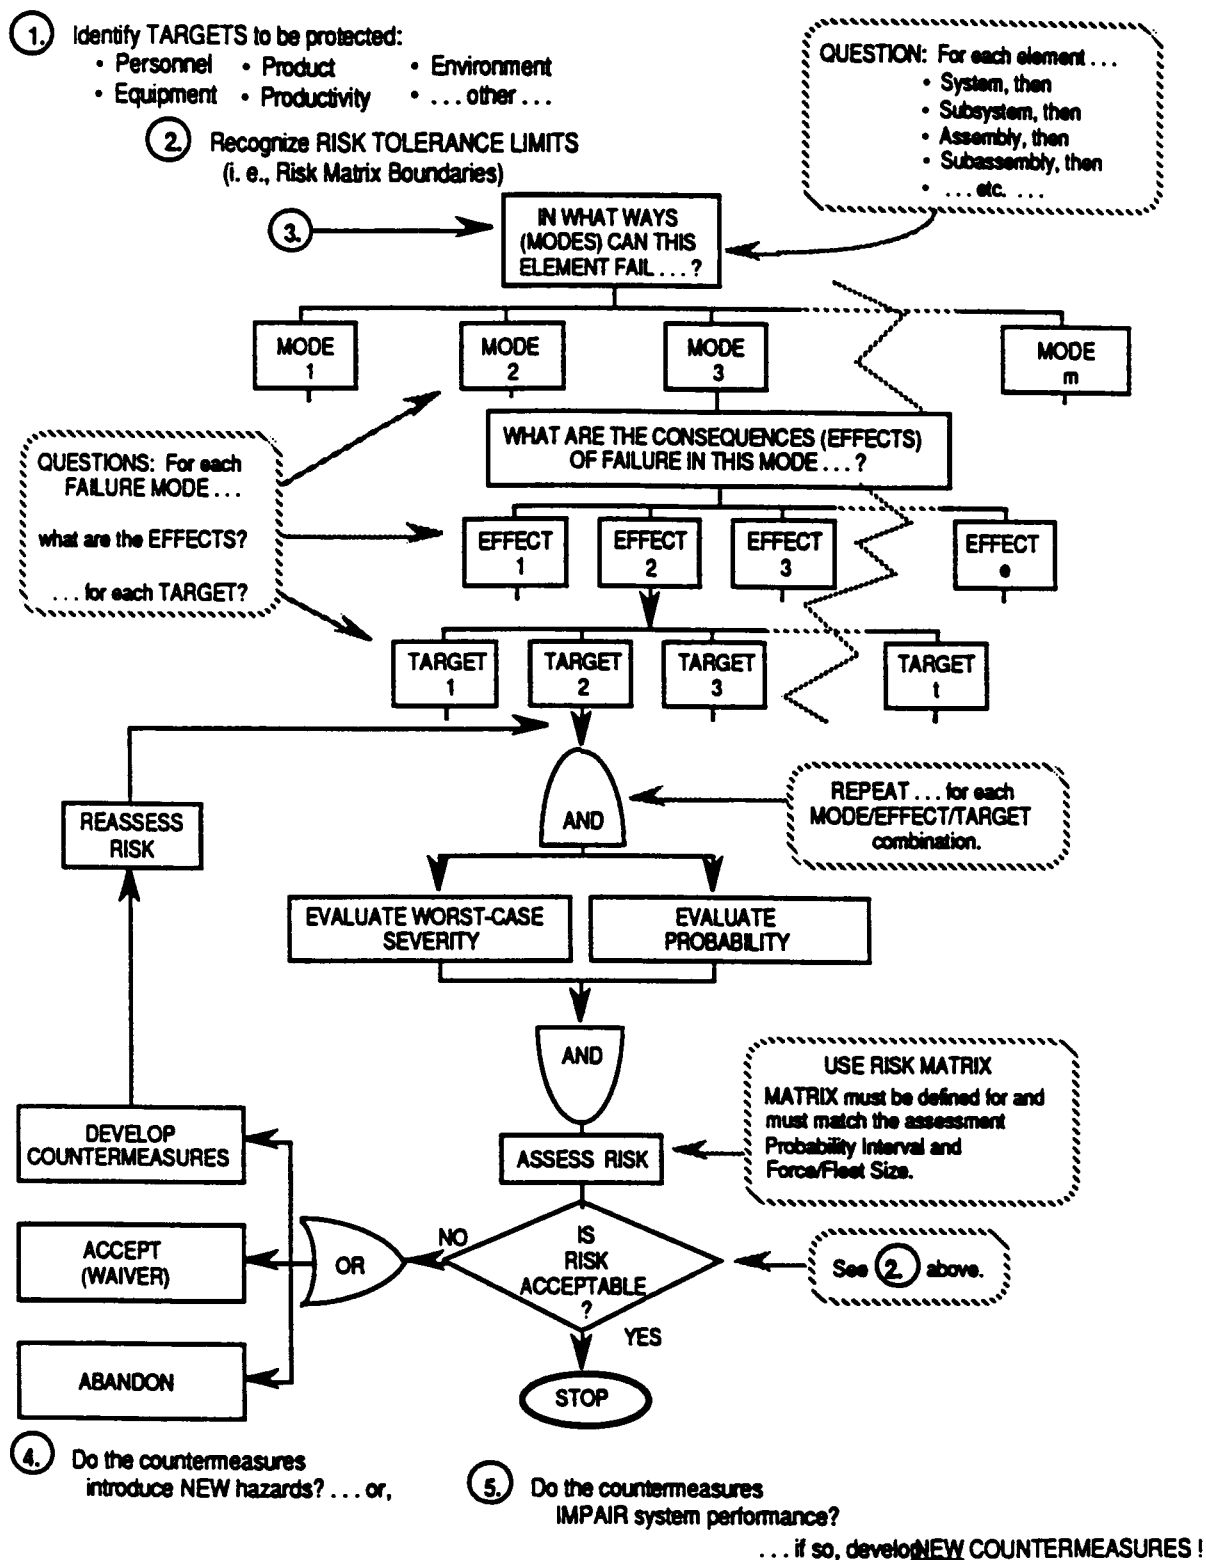 1. Identify TARGETS to be protected:
• Personnel • Product • Environment
• Equipment • Productivity • ... other ...
2. Recognize RISK TOLERANCE LIMITS
(i. e., Risk Matrix Boundaries)
QUESTION: For each element ...
• System, then
• Subsystem, then
• Assembly, then
• Subassembly, then
• ... etc. ...
3.
IN WHAT WAYS
(MODES) CAN THIS
ELEMENT FAIL ... ?
MODE
1
MODE
2
MODE
3
MODE
m
WHAT ARE THE CONSEQUENCES (EFFECTS)
OF FAILURE IN THIS MODE ... ?
QUESTIONS: For each
FAILURE MODE ...
what are the EFFECTS?
... for each TARGET?
EFFECT
1
EFFECT
2
EFFECT
3
EFFECT
e
TARGET
1
TARGET
2
TARGET
3
TARGET
t
REASSESS
RISK
AND
REPEAT ... for each
MODE/EFFECT/TARGET
combination.
EVALUATE WORST-CASE
SEVERITY
EVALUATE
PROBABILITY
AND
USE RISK MATRIX
MATRIX must be defined for and
must match the assessment
Probability Interval and
Force/Fleet Size.
ASSESS RISK
DEVELOP
COUNTERMEASURES
ACCEPT
(WAIVER)
ABANDON
OR
NO
IS
RISK
ACCEPTABLE
?
YES
See 2. above.
STOP
4. Do the countermeasures
introduce NEW hazards? ... or,
5. Do the countermeasures
IMPAIR system performance?
... if so, develop NEW COUNTERMEASURES !